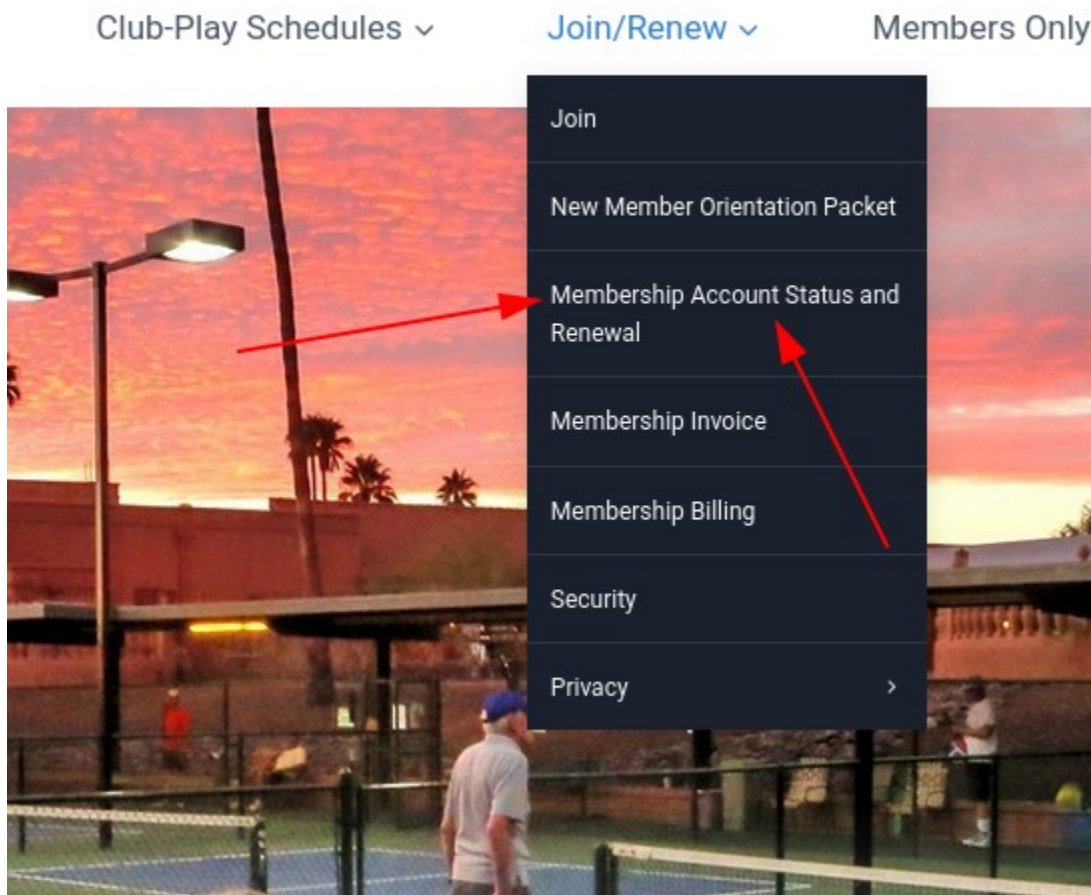 Club-Play Schedules
Join/Renew
Members Only
Join
New Member Orientation Packet
Membership Account Status and
Renewal
Membership Invoice
Membership Billing
Security
Privacy